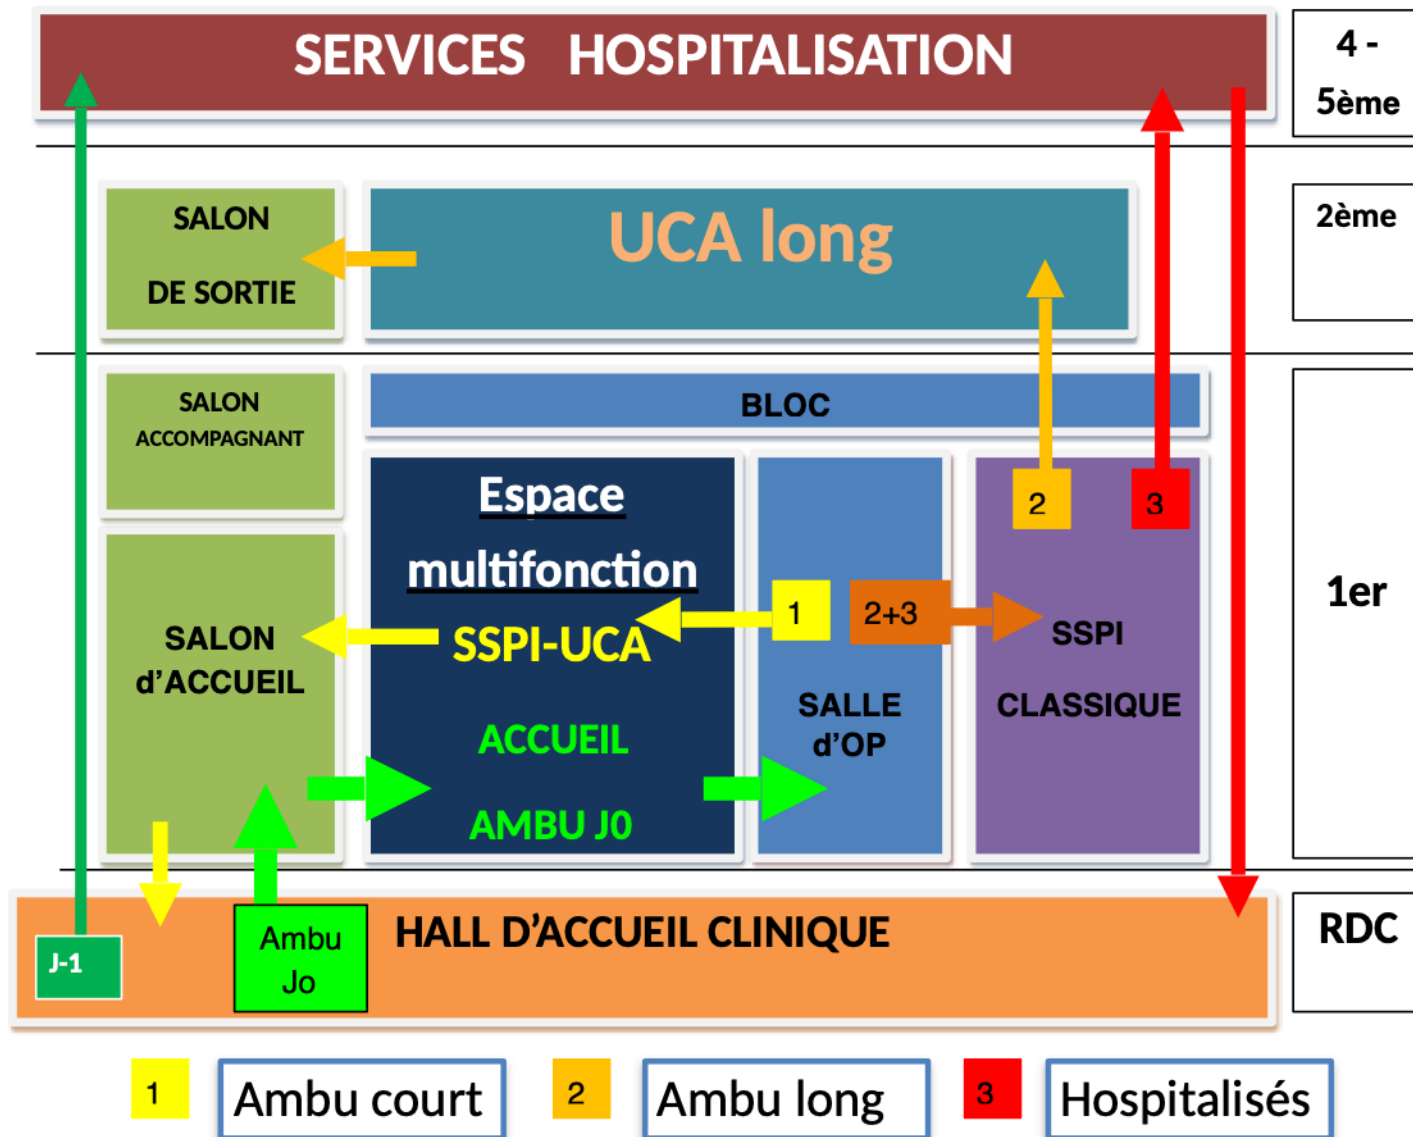 SERVICES HOSPITALISATION
4 -
5ème
SALON
DE SORTIE
UCA long
2ème
SALON
ACCOMPAGNANT
BLOC
Espace
multifonction
SSPI-UCA
ACCUEIL
AMBU J0
SALON
d'ACCUEIL
1
2+3
SALLE
d'OP
2
3
SSPI
CLASSIQUE
1er
J-1
Ambu
Jo
HALL D'ACCUEIL CLINIQUE
RDC
1
Ambu court
2
Ambu long
3
Hospitalisés